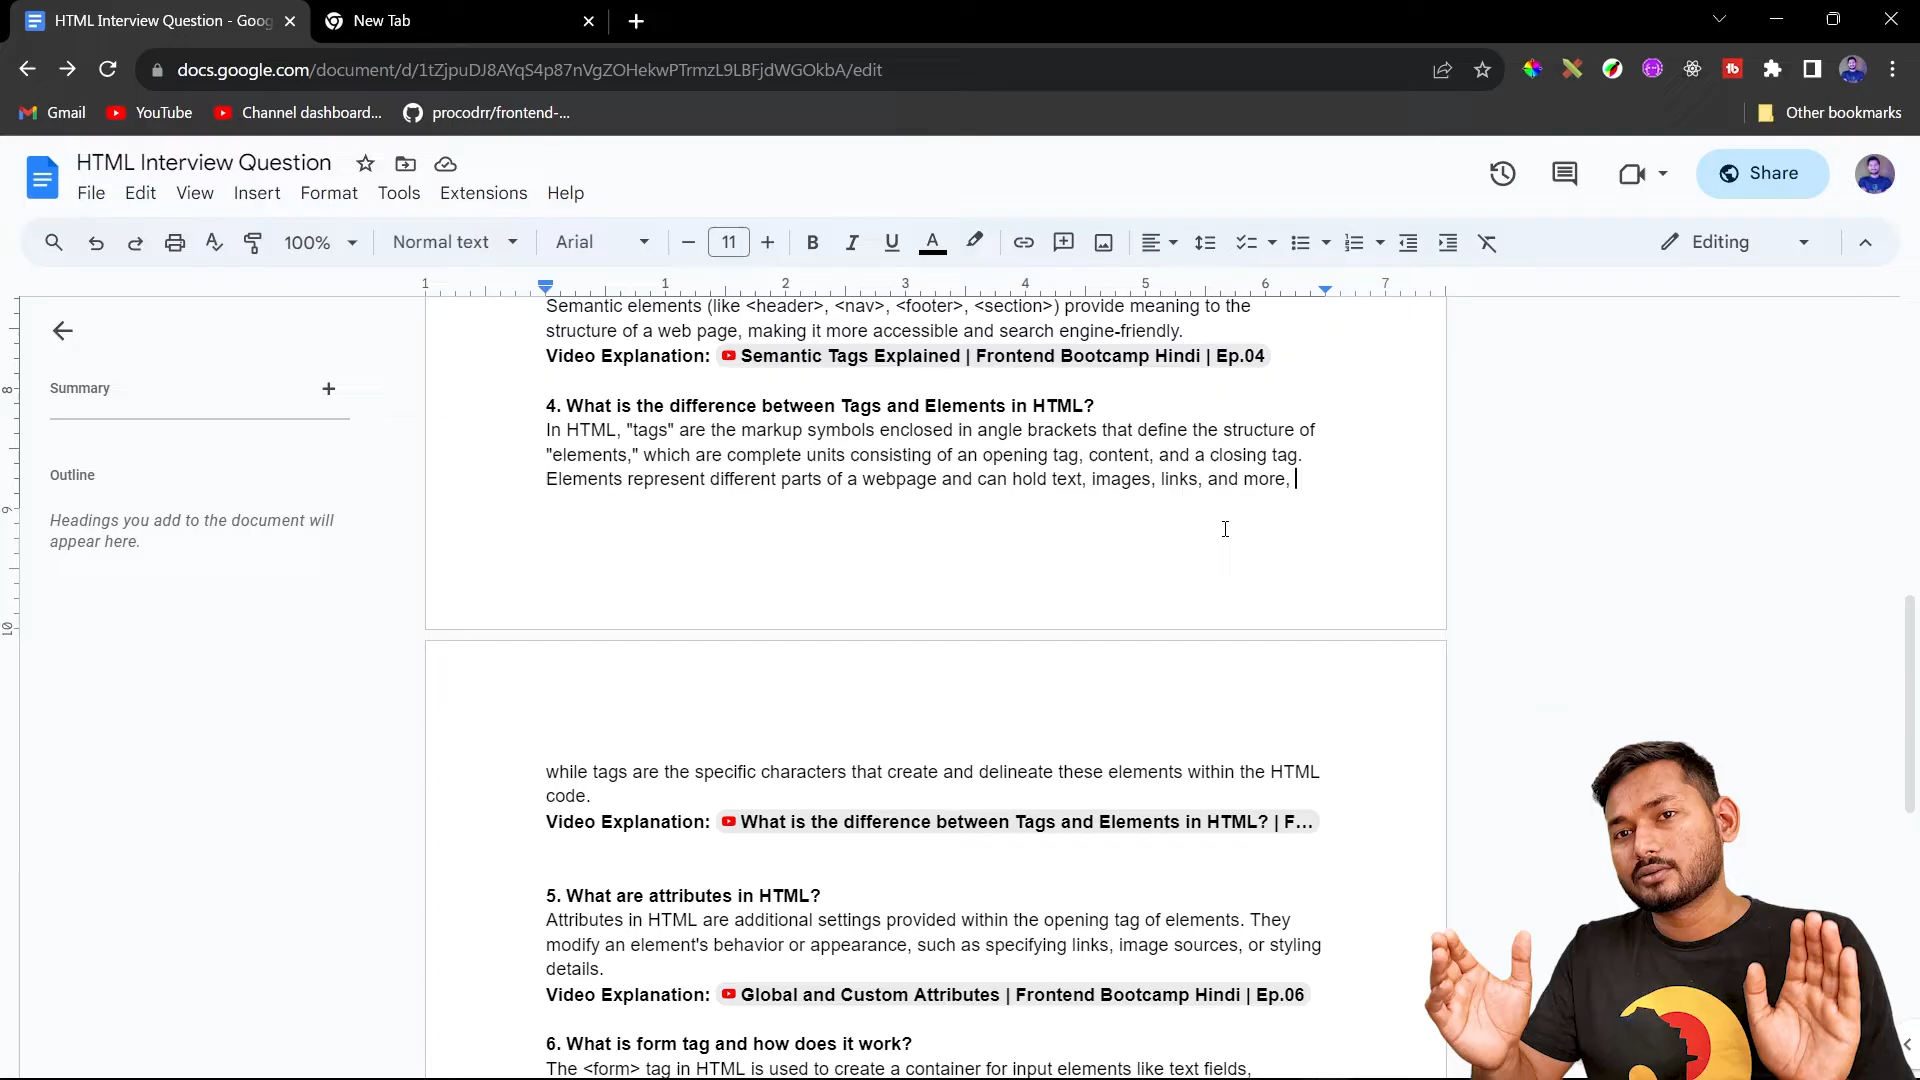 HTML Interview Question - Goog
New Tab
docs.google.com/document/d/1tZjpuDJ8AYqS4p87nVgZOHekwPTrmzL9LBFjdWGOkbA/edit
Gmail
YouTube
Channel dashboard...
procodrr/frontend-...
Other bookmarks
HTML Interview Question
File Edit View Insert Format Tools Extensions Help
Share
100% Normal text Arial 11 Editing
1 1 2 3 4 5 6 7
Summary
Outline
Headings you add to the document will
appear here.
8
9
10
Semantic elements (like <header>, <nav>, <footer>, <section>) provide meaning to the
structure of a web page, making it more accessible and search engine-friendly.
Video Explanation: Semantic Tags Explained | Frontend Bootcamp Hindi | Ep.04
4. What is the difference between Tags and Elements in HTML?
In HTML, "tags" are the markup symbols enclosed in angle brackets that define the structure of
"elements," which are complete units consisting of an opening tag, content, and a closing tag.
Elements represent different parts of a webpage and can hold text, images, links, and more,
while tags are the specific characters that create and delineate these elements within the HTML
code.
Video Explanation: What is the difference between Tags and Elements in HTML? | F...
5. What are attributes in HTML?
Attributes in HTML are additional settings provided within the opening tag of elements. They
modify an element's behavior or appearance, such as specifying links, image sources, or styling
details.
Video Explanation: Global and Custom Attributes | Frontend Bootcamp Hindi | Ep.06
6. What is form tag and how does it work?
The <form> tag in HTML is used to create a container for input elements like text fields,